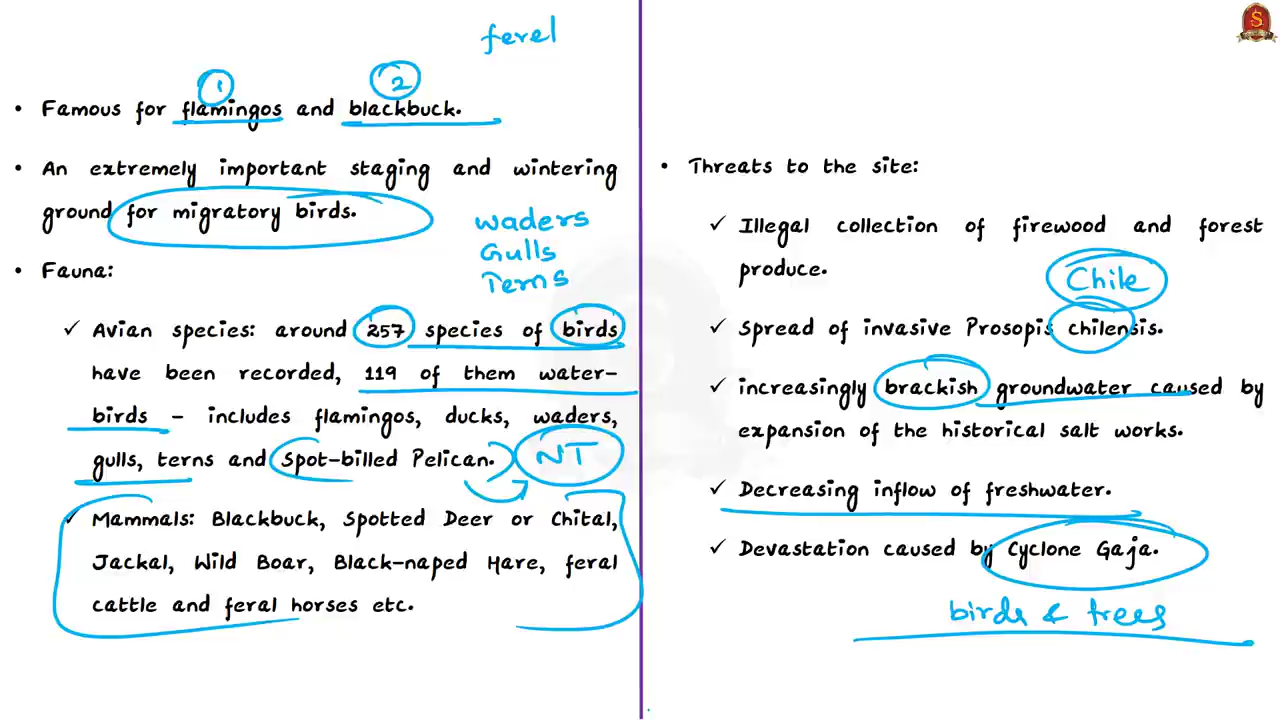 ferel
1
2
• Famous for flamingos and blackbuck.
• An extremely important staging and wintering
ground for migratory birds.
waders
Gulls
Terns
• Fauna:
✓ Avian species: around 257 species of birds
have been recorded, 119 of them water-
birds – includes flamingos, ducks, waders,
gulls, terns and Spot-billed Pelican.
NT
✓ Mammals: Blackbuck, Spotted Deer or Chital,
Jackal, Wild Boar, Black-naped Hare, feral
cattle and feral horses etc.
• Threats to the site:
✓ Illegal collection of firewood and forest
produce.
Chile
✓ Spread of invasive Prosopis chilensis.
✓ increasingly brackish groundwater caused by
expansion of the historical salt works.
✓ Decreasing inflow of freshwater.
✓ Devastation caused by Cyclone Gaja.
birds & trees